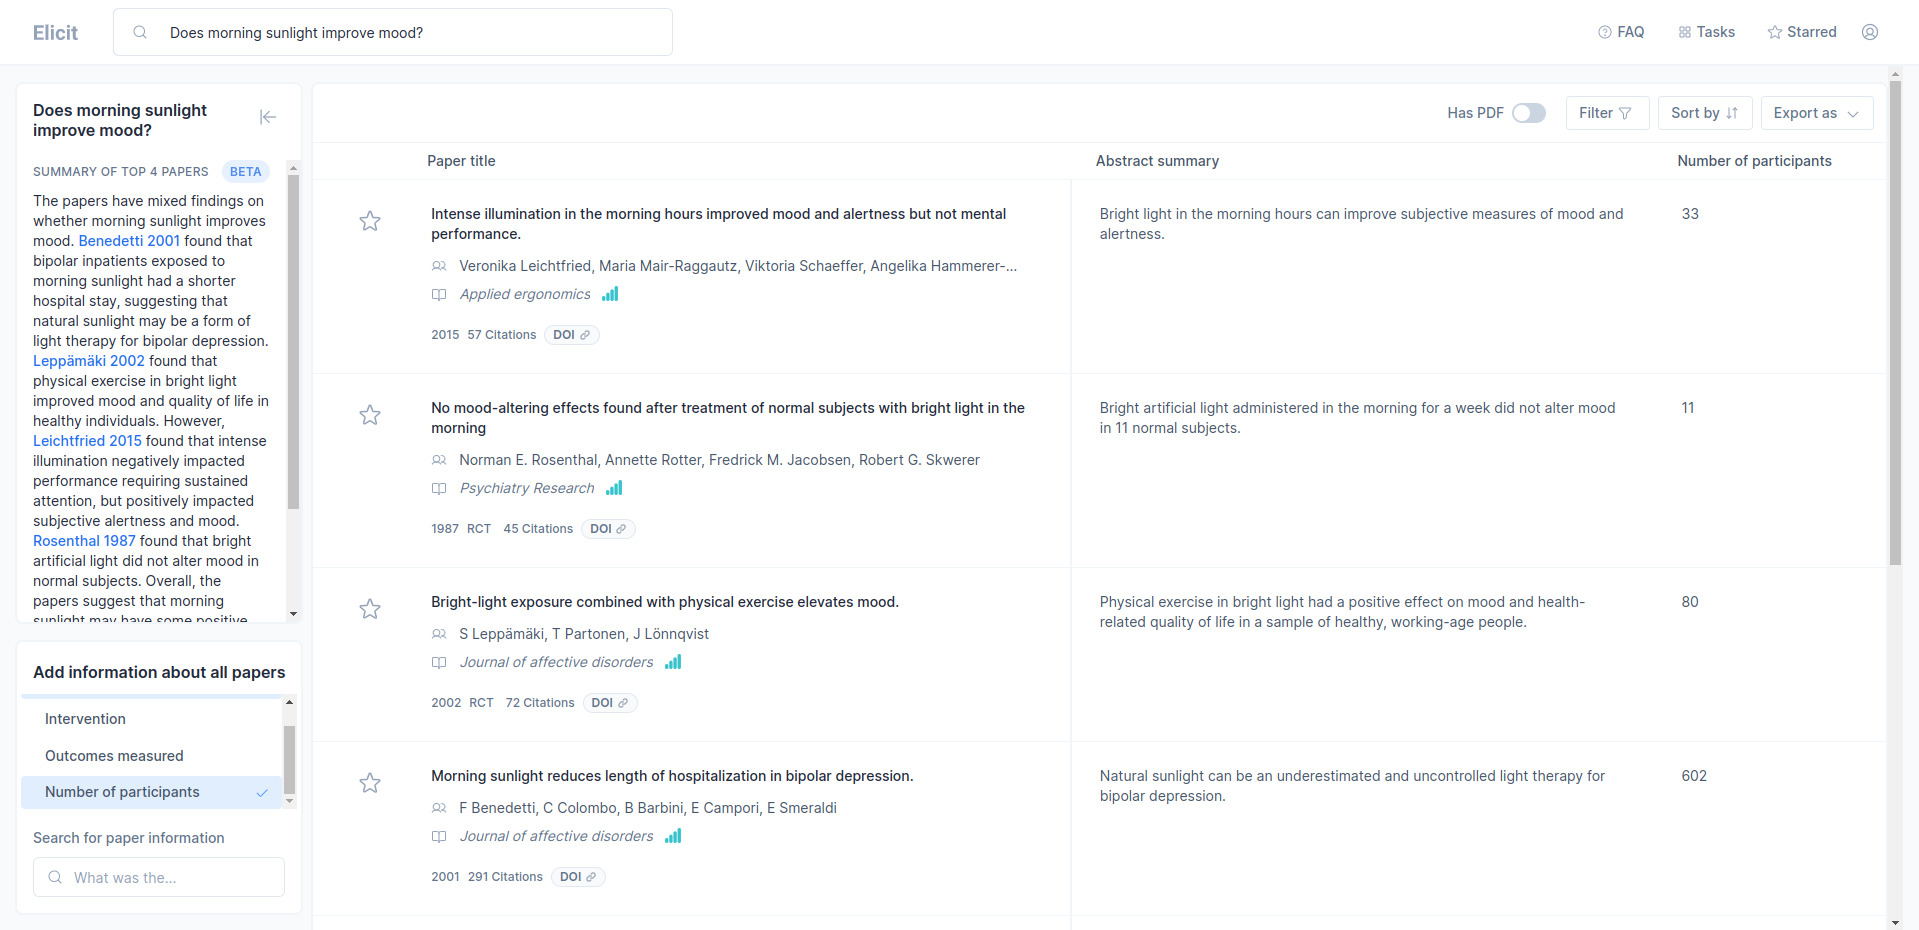 Elicit
Does morning sunlight improve mood?
FAQ
Tasks
Starred
Does morning sunlight
improve mood?
SUMMARY OF TOP 4 PAPERS BETA
The papers have mixed findings on
whether morning sunlight improves
mood. Benedetti 2001 found that
bipolar inpatients exposed to
morning sunlight had a shorter
hospital stay, suggesting that
natural sunlight may be a form of
light therapy for bipolar depression.
Leppämäki 2002 found that
physical exercise in bright light
improved mood and quality of life in
healthy individuals. However,
Leichtfried 2015 found that intense
illumination negatively impacted
performance requiring sustained
attention, but positively impacted
subjective alertness and mood.
Rosenthal 1987 found that bright
artificial light did not alter mood in
normal subjects. Overall, the
papers suggest that morning
sunlight may have some positive
Add information about all papers
Intervention
Outcomes measured
Number of participants
Search for paper information
What was the...
Has PDF
Filter
Sort by
Export as
Paper title
Abstract summary
Number of participants
Intense illumination in the morning hours improved mood and alertness but not mental
performance.
Veronika Leichtfried, Maria Mair-Raggautz, Viktoria Schaeffer, Angelika Hammerer-...
Applied ergonomics
2015 57 Citations DOI
Bright light in the morning hours can improve subjective measures of mood and
alertness.
33
No mood-altering effects found after treatment of normal subjects with bright light in the
morning
Norman E. Rosenthal, Annette Rotter, Fredrick M. Jacobsen, Robert G. Skwerer
Psychiatry Research
1987 RCT 45 Citations DOI
Bright artificial light administered in the morning for a week did not alter mood
in 11 normal subjects.
11
Bright-light exposure combined with physical exercise elevates mood.
S Leppämäki, T Partonen, J Lönnqvist
Journal of affective disorders
2002 RCT 72 Citations DOI
Physical exercise in bright light had a positive effect on mood and health-
related quality of life in a sample of healthy, working-age people.
80
Morning sunlight reduces length of hospitalization in bipolar depression.
F Benedetti, C Colombo, B Barbini, E Campori, E Smeraldi
Journal of affective disorders
2001 291 Citations DOI
Natural sunlight can be an underestimated and uncontrolled light therapy for
bipolar depression.
602